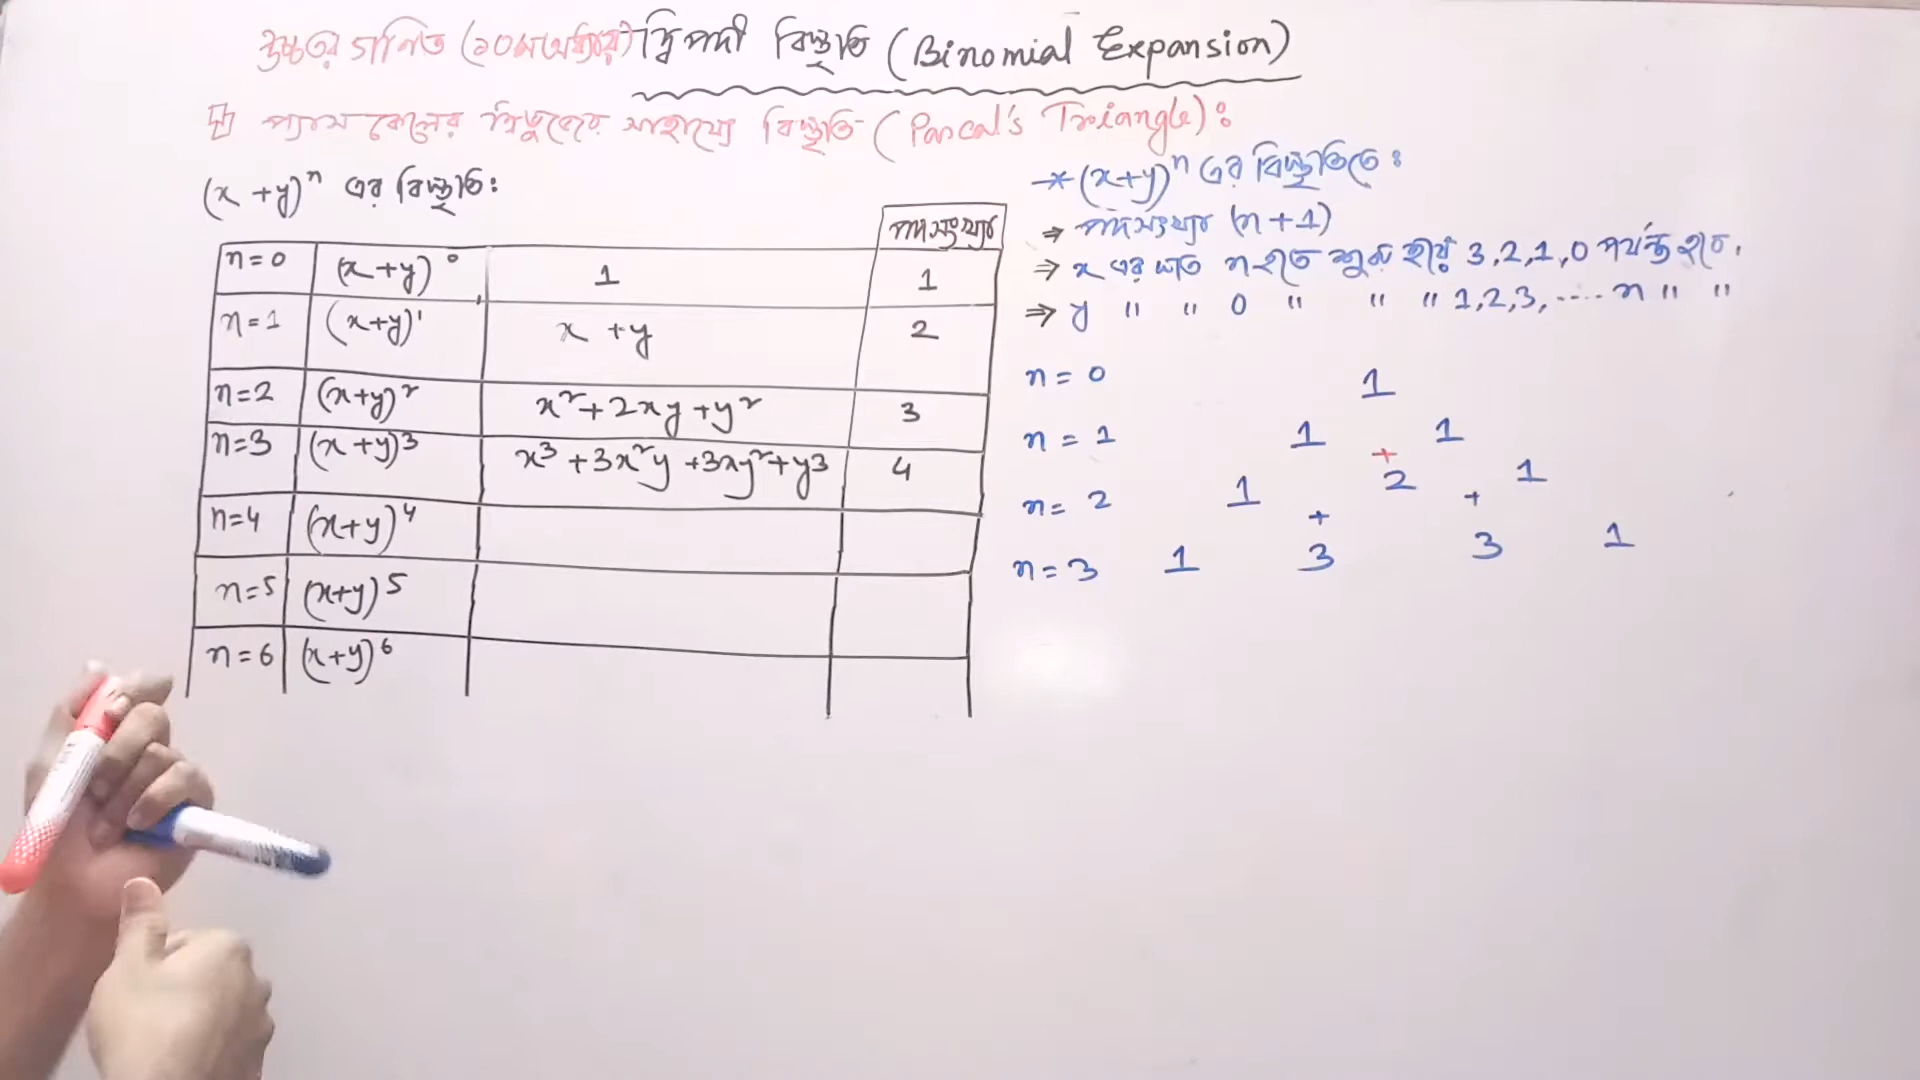 উচ্চতর গনিত (১০ম অধ্যায়) দ্বিপদী বিস্তৃতি (Binomial Expansion)
প্যাসকেলের ত্রিভুজের সাহায্যে বিস্তৃতি (Pascal's Triangle) :
(x + y)ⁿ এর বিস্তৃতি:
পদসংখ্যা
n=0 (x+y)⁰ 1 1
n=1 (x+y)¹ x + y 2
n=2 (x+y)² x²+2xy+y² 3
n=3 (x+y)³ x³ +3x²y +3xy²+y³ 4
n=4 (x+y)⁴
n=5 (x+y)⁵
n=6 (x+y)⁶
* (x+y)ⁿ এর বিস্তৃতিতে :
⇒ পদসংখ্যা (n+1)
⇒ x এর ঘাত n হতে শুরু হয়ে 3,2,1,0 পর্যন্ত হবে.
⇒ y " " 0 " " " 1,2,3,.... n " "
n = 0 1
n = 1 1 + 1
n = 2 1 + 2 + 1
n = 3 1 3 3 1